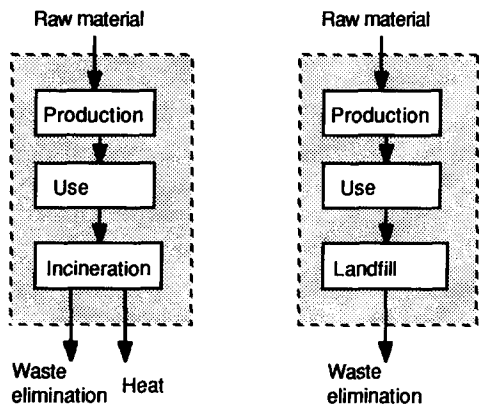 Raw material
Production
Use
Incineration
Waste
elimination
Heat
Raw material
Production
Use
Landfill
Waste
elimination